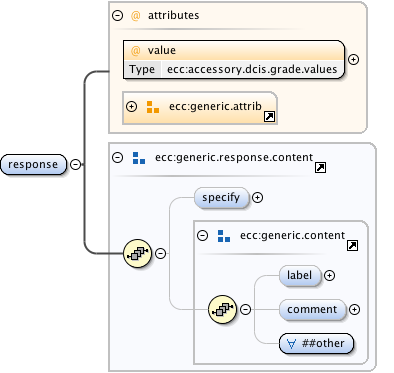 @ attributes
@ value
Type ecc:accessory.dcis.grade.values
ecc:generic.attrib
response
ecc:generic.response.content
specify
ecc:generic.content
label
comment
∀ ##other